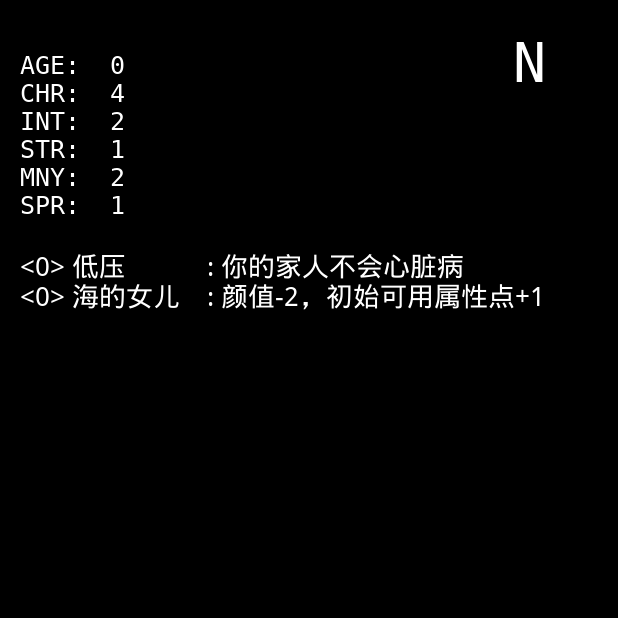 N
AGE: 0
CHR: 4
INT: 2
STR: 1
MNY: 2
SPR: 1
<O> 低压 : 你的家人不会心脏病
<O> 海的女儿 : 颜值-2，初始可用属性点+1